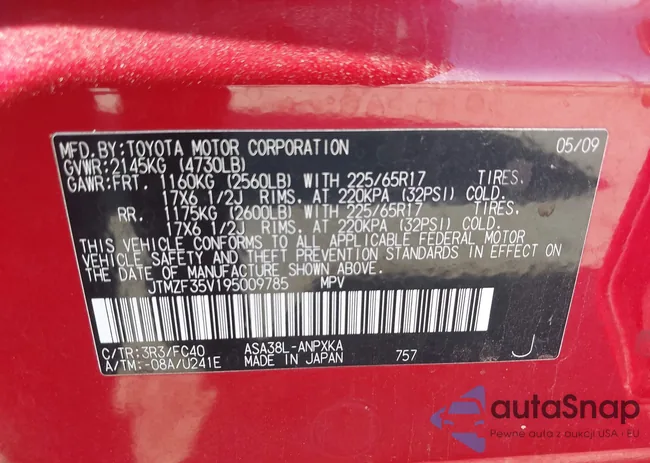 MFD.BY:TOYOTA MOTOR CORPORATION 05/09
GVWR:2145KG (4730LB)
GAWR:FRT. 1160KG (2560LB) WITH 225/65R17 TIRES.
17X6 1/2J RIMS. AT 220KPA (32PSI) COLD.
RR. 1175KG (2600LB) WITH 225/65R17 TIRES,
17X6 1/2J RIMS. AT 220KPA (32PSI) COLD.
THIS VEHICLE CONFORMS TO ALL APPLICABLE FEDERAL MOTOR
VEHICLE SAFETY AND THEFT PREVENTION STANDARDS IN EFFECT ON
THE DATE OF MANUFACTURE SHOWN ABOVE.
JTMZF35V195009785 MPV
C/TR:3R3/FC40 ASA38L-ANPXKA
A/TM:-08A/U241E MADE IN JAPAN 757 J
autaSnap
Pewne auta z aukcji USA · EU